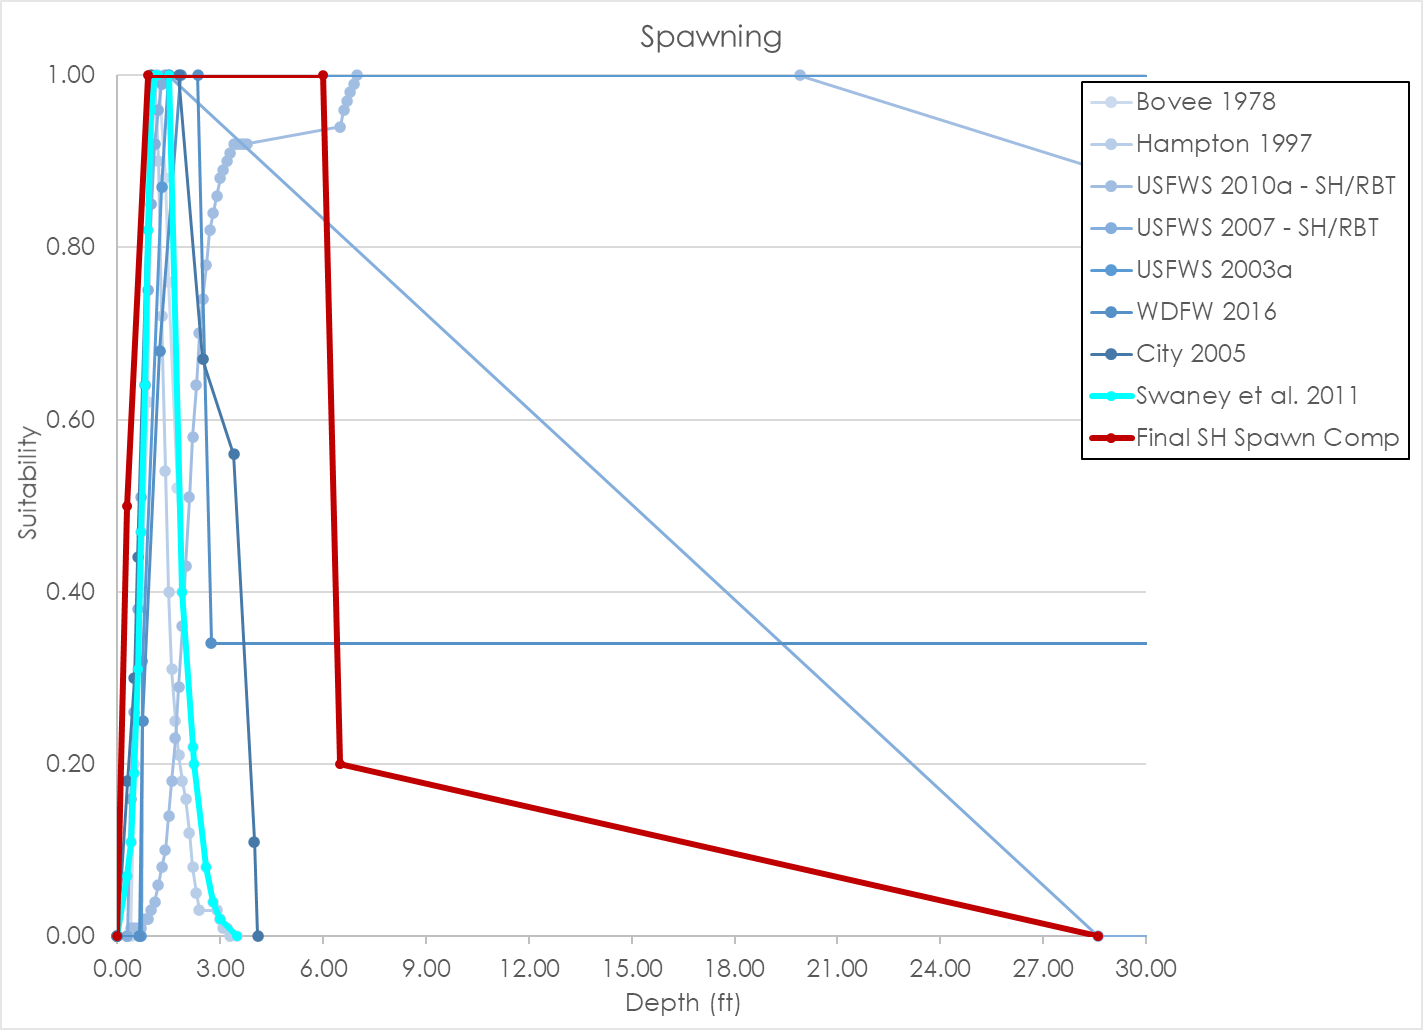 Spawning
1.00
0.80
0.60
0.40
0.20
0.00
Suitability
0.00 3.00 6.00 9.00 12.00 15.00 18.00 21.00 24.00 27.00 30.00
Depth (ft)
Bovee 1978
Hampton 1997
USFWS 2010a - SH/RBT
USFWS 2007 - SH/RBT
USFWS 2003a
WDFW 2016
City 2005
Swaney et al. 2011
Final SH Spawn Comp